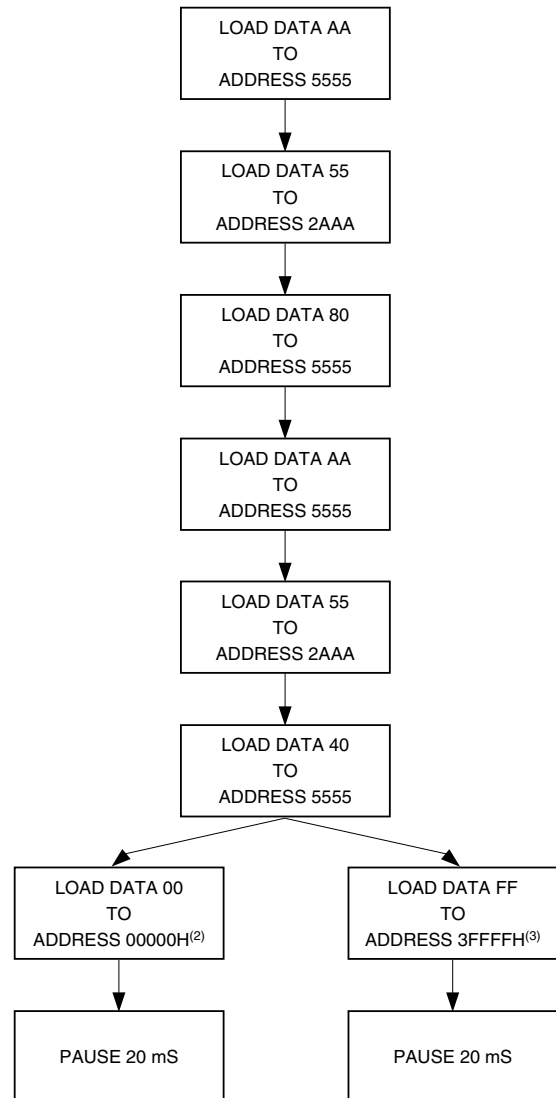 LOAD DATA AA
TO
ADDRESS 5555
LOAD DATA 55
TO
ADDRESS 2AAA
LOAD DATA 80
TO
ADDRESS 5555
LOAD DATA AA
TO
ADDRESS 5555
LOAD DATA 55
TO
ADDRESS 2AAA
LOAD DATA 40
TO
ADDRESS 5555
LOAD DATA 00
TO
ADDRESS 00000H(2)
LOAD DATA FF
TO
ADDRESS 3FFFFH(3)
PAUSE 20 mS
PAUSE 20 mS